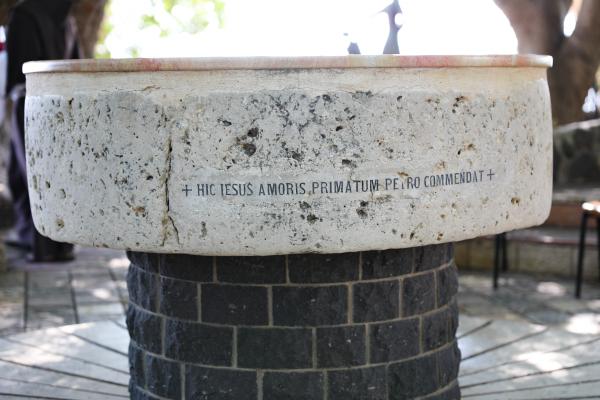 + HIC IESUS AMORIS PRIMATUM PETRO COMMENDAT +